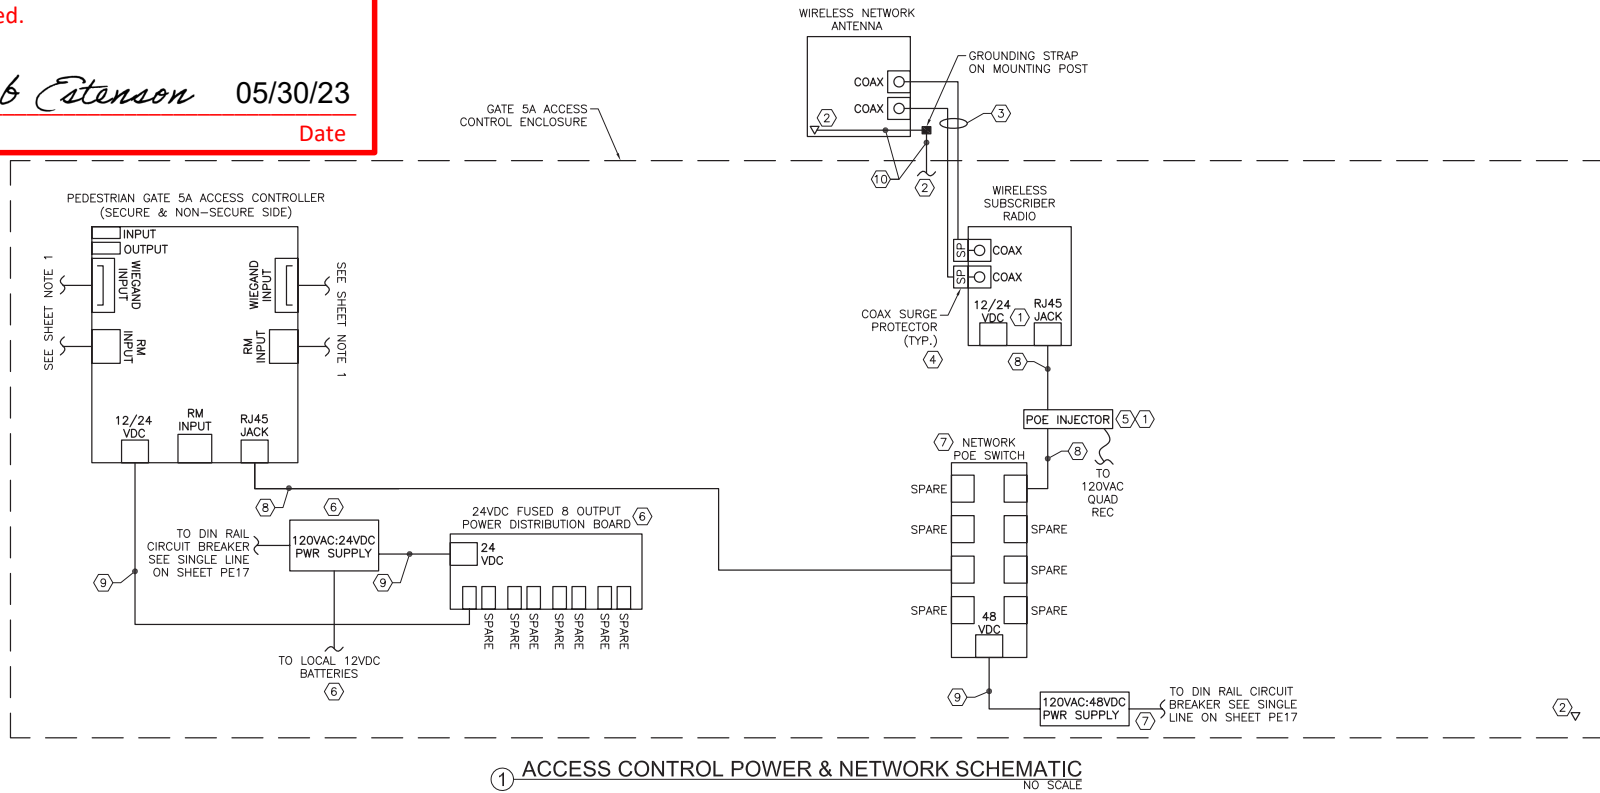 ed.
Estenson 05/30/23
Date
WIRELESS NETWORK
ANTENNA
COAX
COAX
2
GROUNDING STRAP
ON MOUNTING POST
3
10
2
GATE 5A ACCESS
CONTROL ENCLOSURE
PEDESTRIAN GATE 5A ACCESS CONTROLLER
(SECURE & NON-SECURE SIDE)
INPUT
OUTPUT
WIEGAND
INPUT
WIEGAND
INPUT
RM
INPUT
RM
INPUT
SEE SHEET NOTE 1
SEE SHEET NOTE 1
12/24
VDC
RM
INPUT
RJ45
JACK
WIRELESS
SUBSCRIBER
RADIO
SP
COAX
SP
COAX
12/24
VDC
1
RJ45
JACK
COAX SURGE
PROTECTOR
(TYP.)
4
8
POE INJECTOR
5
1
8
TO
120VAC
QUAD
REC
7
NETWORK
POE SWITCH
SPARE
SPARE
SPARE
SPARE
SPARE
SPARE
48
VDC
9
120VAC:48VDC
PWR SUPPLY
7
TO DIN RAIL CIRCUIT
BREAKER SEE SINGLE
LINE ON SHEET PE17
2
8
6
TO DIN RAIL
CIRCUIT BREAKER
SEE SINGLE LINE
ON SHEET PE17
120VAC:24VDC
PWR SUPPLY
9
9
24VDC FUSED 8 OUTPUT
POWER DISTRIBUTION BOARD
6
24
VDC
SPARE
SPARE
SPARE
SPARE
SPARE
SPARE
SPARE
TO LOCAL 12VDC
BATTERIES
6
1
ACCESS CONTROL POWER & NETWORK SCHEMATIC
NO SCALE